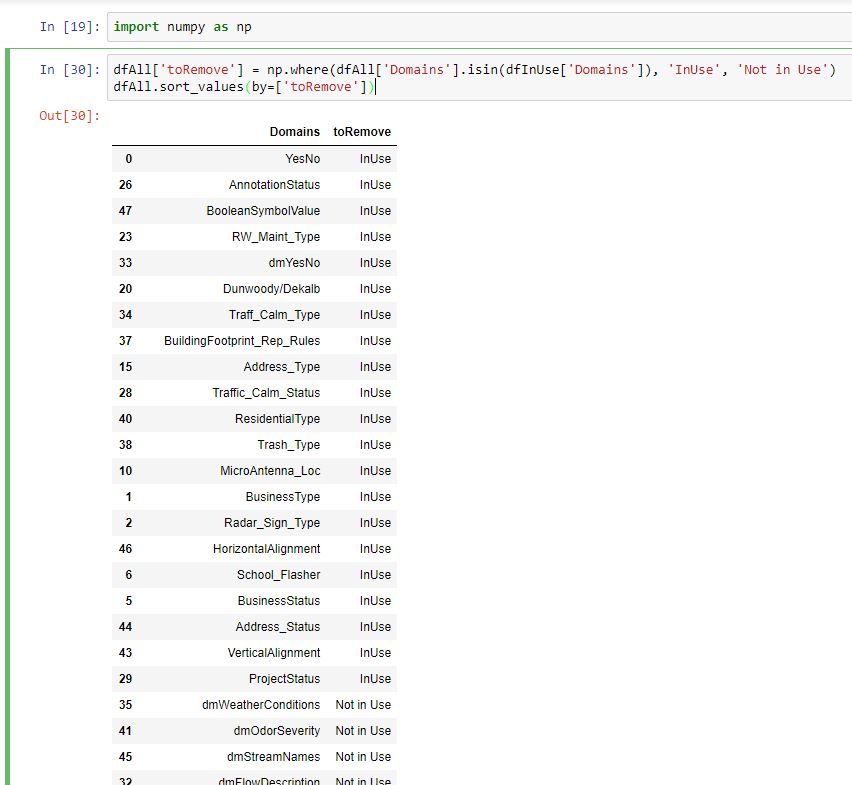 In [19]: import numpy as np
In [30]: dfAll['toRemove'] = np.where(dfAll['Domains'].isin(dfInUse['Domains']), 'InUse', 'Not in Use')
dfAll.sort_values(by=['toRemove'])
Out[30]:
Domains toRemove
0 YesNo InUse
26 AnnotationStatus InUse
47 BooleanSymbolValue InUse
23 RW_Maint_Type InUse
33 dmYesNo InUse
20 Dunwoody/Dekalb InUse
34 Traff_Calm_Type InUse
37 BuildingFootprint_Rep_Rules InUse
15 Address_Type InUse
28 Traffic_Calm_Status InUse
40 ResidentialType InUse
38 Trash_Type InUse
10 MicroAntenna_Loc InUse
1 BusinessType InUse
2 Radar_Sign_Type InUse
46 HorizontalAlignment InUse
6 School_Flasher InUse
5 BusinessStatus InUse
44 Address_Status InUse
43 VerticalAlignment InUse
29 ProjectStatus InUse
35 dmWeatherConditions Not in Use
41 dmOdorSeverity Not in Use
45 dmStreamNames Not in Use
32 dmFlowDescription Not in Use